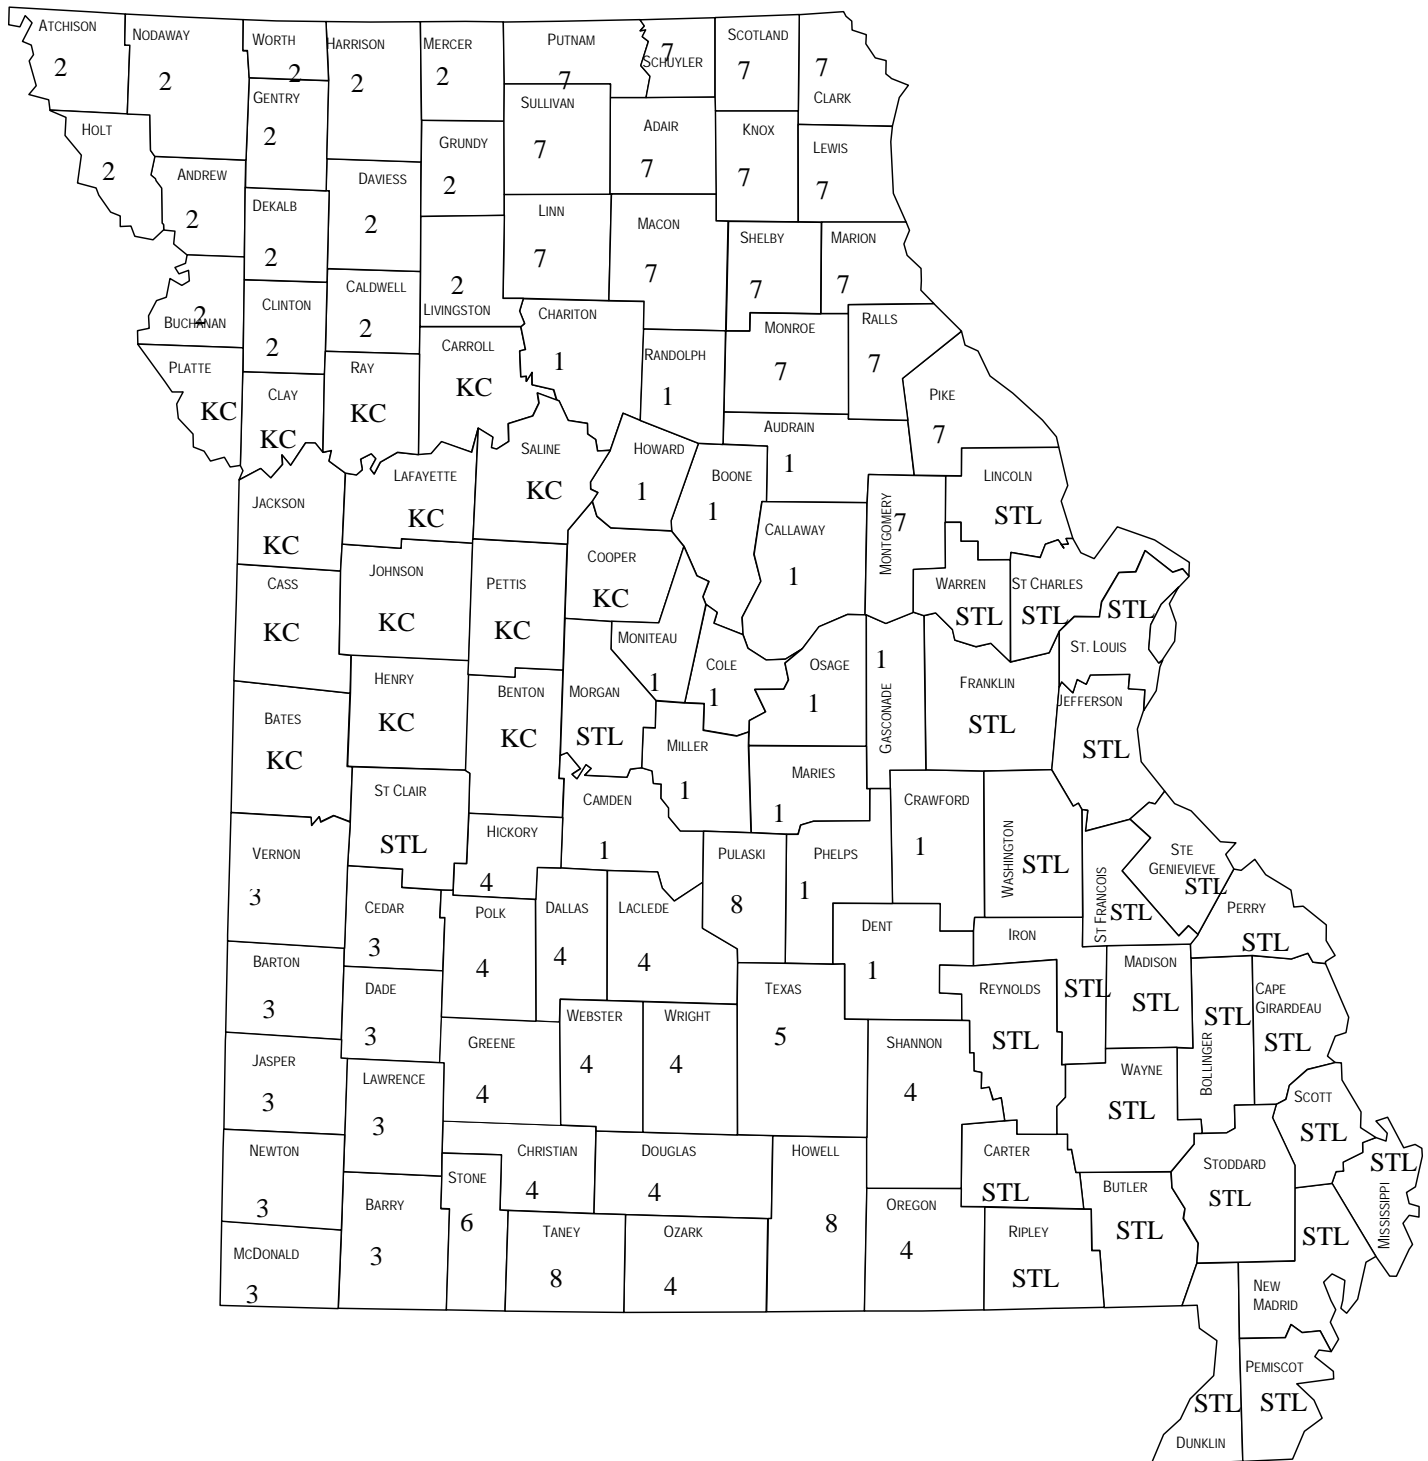 ATCHISON
2
NODAWAY
2
WORTH
2
HARRISON
2
MERCER
2
PUTNAM
7
SCHUYLER
7
SCOTLAND
7
CLARK
7
HOLT
2
GENTRY
2
GRUNDY
2
SULLIVAN
7
ADAIR
7
KNOX
7
LEWIS
7
ANDREW
2
DEKALB
2
DAVIESS
2
LIVINGSTON
2
LINN
7
MACON
7
SHELBY
7
MARION
7
BUCHANAN
2
CLINTON
2
CALDWELL
2
CARROLL
KC
CHARITON
1
RANDOLPH
1
MONROE
7
RALLS
7
PIKE
7
PLATTE
KC
CLAY
KC
RAY
KC
SALINE
KC
HOWARD
1
BOONE
1
AUDRAIN
1
LINCOLN
STL
JACKSON
KC
LAFAYETTE
KC
CALLAWAY
1
MONTGOMERY
7
WARREN
STL
ST CHARLES
STL
ST. LOUIS
STL
CASS
KC
JOHNSON
KC
PETTIS
KC
COOPER
KC
MONITEAU
1
COLE
1
OSAGE
1
GASCONADE
1
FRANKLIN
STL
JEFFERSON
STL
BATES
KC
HENRY
KC
BENTON
KC
MORGAN
STL
MILLER
1
MARIES
1
ST CLAIR
STL
HICKORY
4
CAMDEN
1
PULASKI
8
PHELPS
1
CRAWFORD
1
WASHINGTON
STL
ST FRANCOIS
STL
STE
GENIEVIEVE
STL
PERRY
STL
VERNON
3
CEDAR
3
POLK
4
DALLAS
4
LACLEDE
4
DENT
1
IRON
STL
MADISON
STL
BOLLINGER
STL
CAPE
GIRARDEAU
STL
BARTON
3
DADE
3
GREENE
4
WEBSTER
4
WRIGHT
4
TEXAS
5
SHANNON
4
REYNOLDS
STL
WAYNE
STL
SCOTT
STL
JASPER
3
LAWRENCE
3
NEWTON
3
BARRY
3
STONE
6
CHRISTIAN
4
DOUGLAS
4
HOWELL
8
OREGON
4
CARTER
STL
BUTLER
STL
STODDARD
STL
MISSISSIPPI
STL
MCDONALD
3
TANEY
8
OZARK
4
RIPLEY
STL
STL
NEW
MADRID
PEMISCOT
STL
STL
DUNKLIN